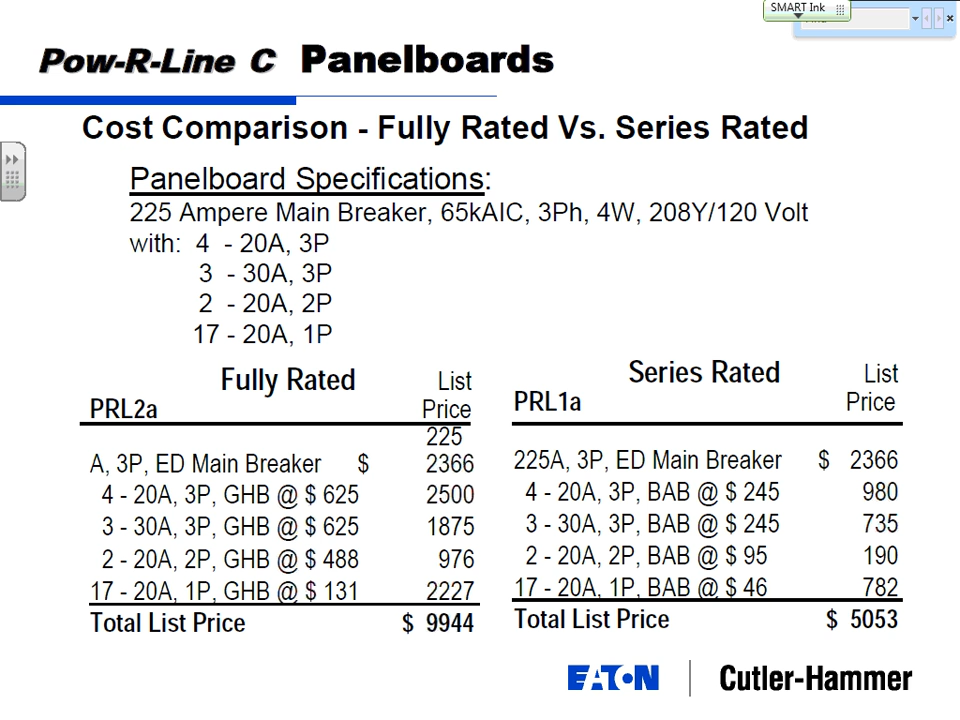 SMART Ink
Pow-R-Line C Panelboards
Cost Comparison - Fully Rated Vs. Series Rated
Panelboard Specifications:
225 Ampere Main Breaker, 65kAIC, 3Ph, 4W, 208Y/120 Volt
with: 4 - 20A, 3P
3 - 30A, 3P
2 - 20A, 2P
17 - 20A, 1P
Fully Rated List
PRL2a Price
225
A, 3P, ED Main Breaker $ 2366
4 - 20A, 3P, GHB @ $ 625 2500
3 - 30A, 3P, GHB @ $ 625 1875
2 - 20A, 2P, GHB @ $ 488 976
17 - 20A, 1P, GHB @ $ 131 2227
Total List Price $ 9944
Series Rated List
PRL1a Price
225A, 3P, ED Main Breaker $ 2366
4 - 20A, 3P, BAB @ $ 245 980
3 - 30A, 3P, BAB @ $ 245 735
2 - 20A, 2P, BAB @ $ 95 190
17 - 20A, 1P, BAB @ $ 46 782
Total List Price $ 5053
EATON Cutler-Hammer